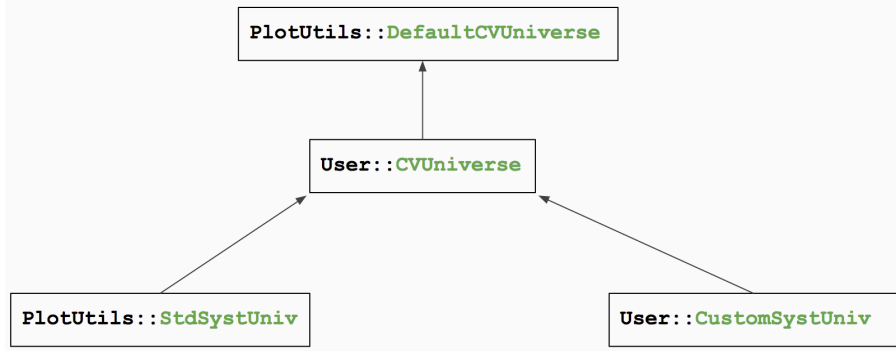 PlotUtils::DefaultCVUniverse
User::CVUniverse
PlotUtils::StdSystUniv
User::CustomSystUniv